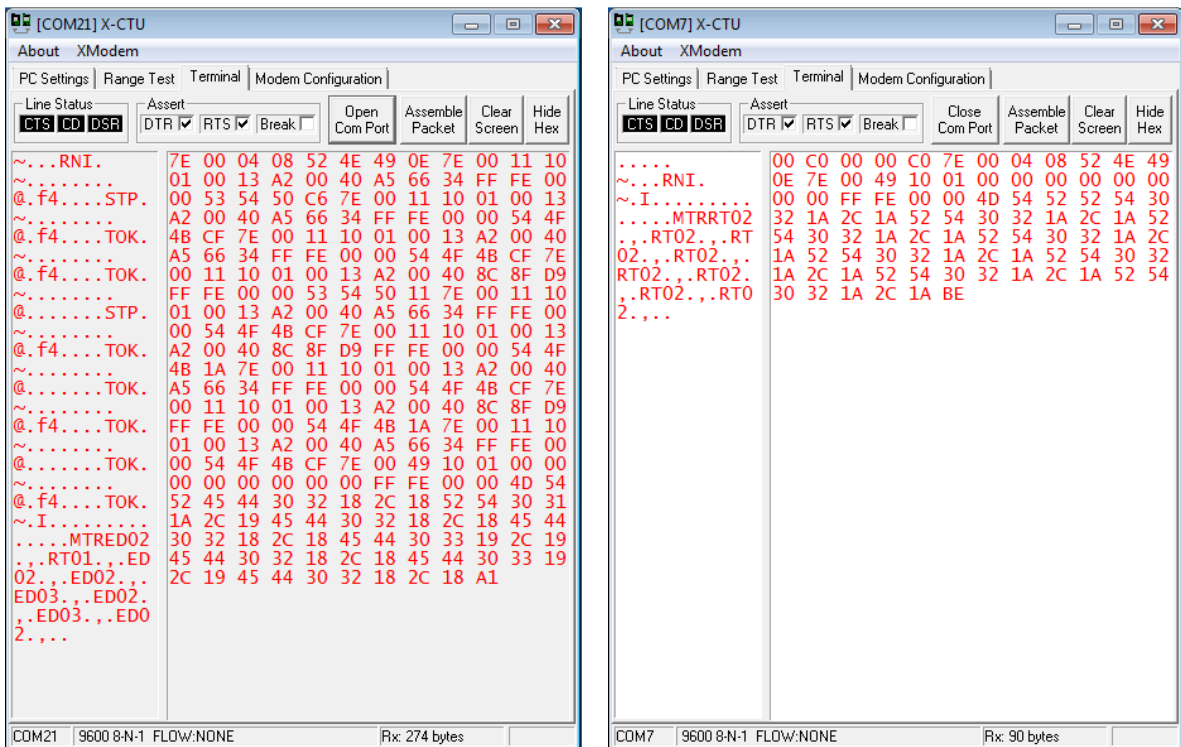 [COM21] X-CTU
About XModem
PC Settings Range Test Terminal Modem Configuration
Line Status
CTS CD DSR
Assert
DTR RTS Break
Open Com Port
Assemble Packet
Clear Screen
Hide Hex
~...RNI.
~........
@.f4....STP.
~........
@.f4....TOK.
~........
@.f4....TOK.
~........
@.......STP.
~........
@.f4....TOK.
~........
@.......TOK.
~........
@.f4....TOK.
~........
@.......TOK.
~........
@.f4....TOK.
~.I.........
.....MTRED02
.,.RT01.,.ED
02.,.ED02.,.
ED03.,.ED02.
,.ED03.,.ED0
2.,..
7E 00 04 08 52 4E 49 0E 7E 00 11 10
01 00 13 A2 00 40 A5 66 34 FF FE 00
00 53 54 50 C6 7E 00 11 10 01 00 13
A2 00 40 A5 66 34 FF FE 00 00 54 4F
4B CF 7E 00 11 10 01 00 13 A2 00 40
A5 66 34 FF FE 00 00 54 4F 4B CF 7E
00 11 10 01 00 13 A2 00 40 8C 8F D9
FF FE 00 00 53 54 50 11 7E 00 11 10
01 00 13 A2 00 40 A5 66 34 FF FE 00
00 54 4F 4B CF 7E 00 11 10 01 00 13
A2 00 40 8C 8F D9 FF FE 00 00 54 4F
4B 1A 7E 00 11 10 01 00 13 A2 00 40
A5 66 34 FF FE 00 00 54 4F 4B CF 7E
00 11 10 01 00 13 A2 00 40 8C 8F D9
FF FE 00 00 54 4F 4B 1A 7E 00 11 10
01 00 13 A2 00 40 A5 66 34 FF FE 00
00 54 4F 4B CF 7E 00 49 10 01 00 00
00 00 00 00 00 00 FF FE 00 00 4D 54
52 45 44 30 32 18 2C 18 52 54 30 31
1A 2C 19 45 44 30 32 18 2C 18 45 44
30 32 18 2C 18 45 44 30 33 19 2C 19
45 44 30 32 18 2C 18 45 44 30 33 19
2C 19 45 44 30 32 18 2C 18 A1
COM21 9600 8-N-1 FLOW:NONE Rx: 274 bytes
[COM7] X-CTU
About XModem
PC Settings Range Test Terminal Modem Configuration
Line Status
CTS CD DSR
Assert
DTR RTS Break
Close Com Port
Assemble Packet
Clear Screen
Hide Hex
.....
~...RNI.
~.I.........
.....MTRRT02
.,.RT02.,.RT
02.,.RT02.,.
RT02.,.RT02.
,.RT02.,.RT0
2.,..
00 C0 00 00 C0 7E 00 04 08 52 4E 49
0E 7E 00 49 10 01 00 00 00 00 00 00
00 00 FF FE 00 00 4D 54 52 52 54 30
32 1A 2C 1A 52 54 30 32 1A 2C 1A 52
54 30 32 1A 2C 1A 52 54 30 32 1A 2C
1A 52 54 30 32 1A 2C 1A 52 54 30 32
1A 2C 1A 52 54 30 32 1A 2C 1A 52 54
30 32 1A 2C 1A BE
COM7 9600 8-N-1 FLOW:NONE Rx: 90 bytes